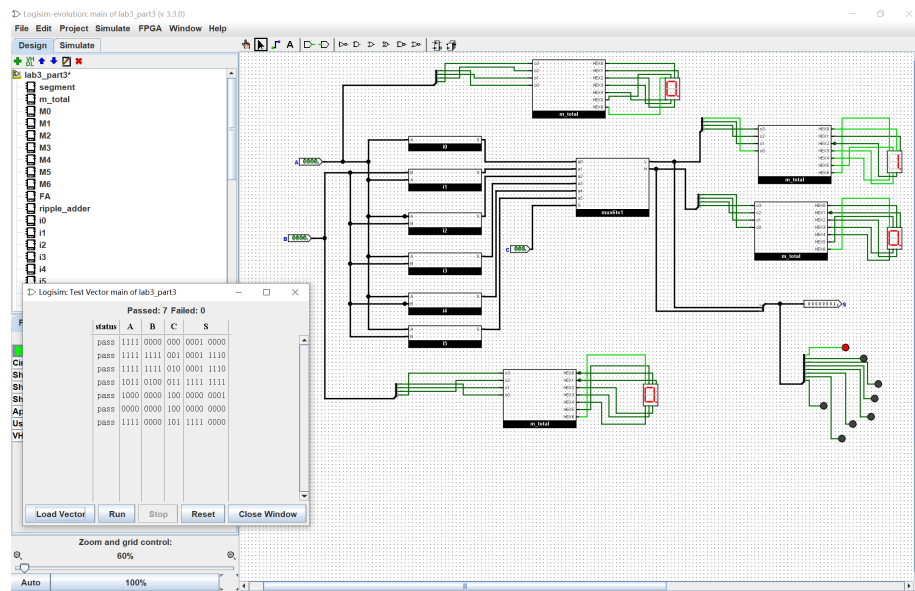 Logisim-evolution: main of lab3_part3 (v 3.3.0)
File Edit Project Simulate FPGA Window Help
Design Simulate
lab3_part3*
segment
m_total
M0
M1
M2
M3
M4
M5
M6
FA
ripple_adder
i0
i1
i2
i3
i4
i5
Logisim: Test Vector main of lab3_part3
Passed: 7 Failed: 0
status A B C S
pass 1111 0000 000 0001 0000
pass 1111 1111 001 0001 1110
pass 1111 1111 010 0001 1111
pass 1011 0100 011 1111 1111
pass 1000 0000 100 0000 0001
pass 0000 0000 100 0000 0000
pass 1111 0000 101 1111 0000
Load Vector Run Stop Reset Close Window
Zoom and grid control:
60%
Auto 100%
m_total
A 0000
i0
i1
i2
i3
i4
i5
B 0000
C 000
mux6to1
m_total
m_total
m_total
00000001 S